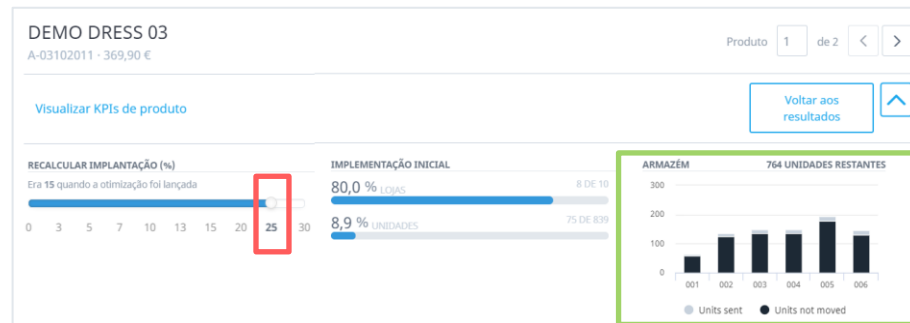 DEMO DRESS 03
A-03102011 · 369,90 €
Produto 1 de 2
Visualizar KPIs de produto
Voltar aos
resultados
RECALCULAR IMPLANTAÇÃO (%)
Era 15 quando a otimização foi lançada
0 3 5 7 10 13 15 20 25 30
IMPLEMENTAÇÃO INICIAL
80,0 % LOJAS 8 DE 10
8,9 % UNIDADES 75 DE 839
ARMAZÉM 764 UNIDADES RESTANTES
300
200
100
0
001 002 003 004 005 006
Units sent Units not moved